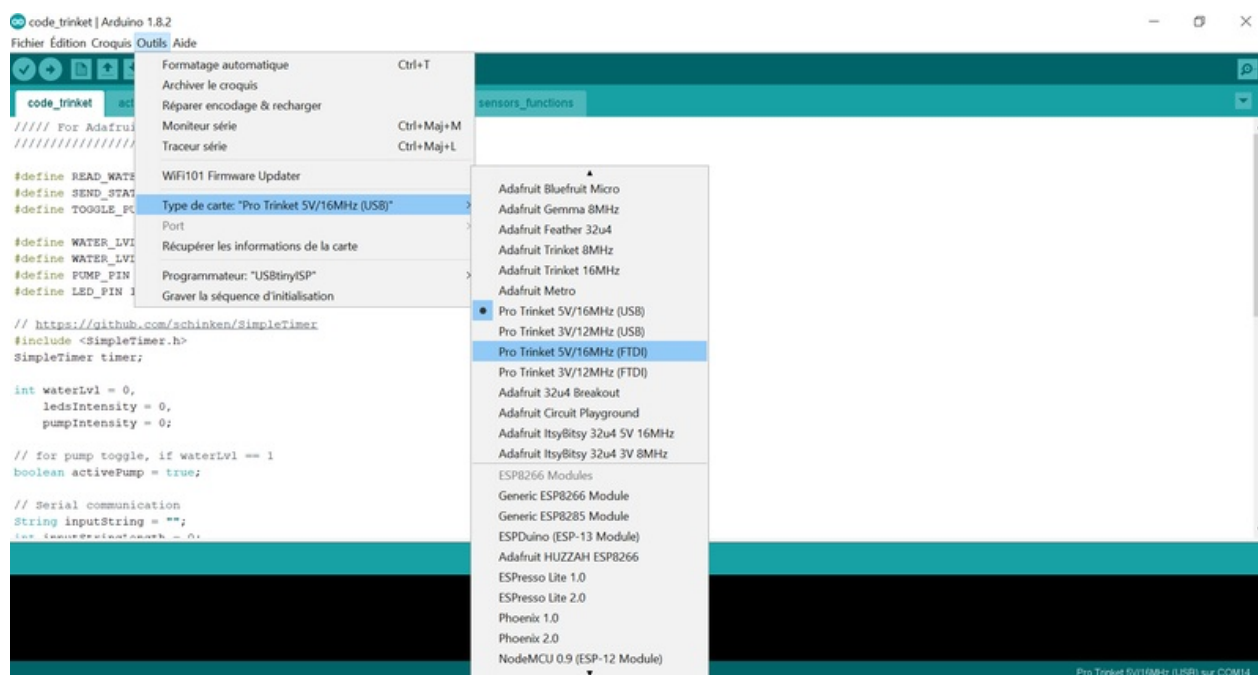 code_trinket | Arduino 1.8.2
Fichier Édition Croquis Outils Aide
code_trinket act sensors_functions
Formatage automatique Ctrl+T
Archiver le croquis
Réparer encodage & recharger
Moniteur série Ctrl+Maj+M
Traceur série Ctrl+Maj+L
WiFi101 Firmware Updater
Type de carte: "Pro Trinket 5V/16MHz (USB)"
Port
Récupérer les informations de la carte
Programmateur: "USBtinyISP"
Graver la séquence d'initialisation
Adafruit Bluefruit Micro
Adafruit Gemma 8MHz
Adafruit Feather 32u4
Adafruit Trinket 8MHz
Adafruit Trinket 16MHz
Adafruit Metro
Pro Trinket 5V/16MHz (USB)
Pro Trinket 3V/12MHz (USB)
Pro Trinket 5V/16MHz (FTDI)
Pro Trinket 3V/12MHz (FTDI)
Adafruit 32u4 Breakout
Adafruit Circuit Playground
Adafruit ItsyBitsy 32u4 5V 16MHz
Adafruit ItsyBitsy 32u4 3V 8MHz
ESP8266 Modules
Generic ESP8266 Module
Generic ESP8285 Module
ESPDuino (ESP-13 Module)
Adafruit HUZZAH ESP8266
ESPresso Lite 1.0
ESPresso Lite 2.0
Phoenix 1.0
Phoenix 2.0
NodeMCU 0.9 (ESP-12 Module)
///// For Adafrui
/////////////////
#define READ_WATE
#define SEND_STAT
#define TOGGLE_PU
#define WATER_LVL
#define WATER_LVL
#define PUMP_PIN
#define LED_PIN 1
// https://github.com/schinken/SimpleTimer
#include <SimpleTimer.h>
SimpleTimer timer;
int waterLvl = 0,
ledsIntensity = 0,
pumpIntensity = 0;
// for pump toggle, if waterLvl == 1
boolean activePump = true;
// Serial communication
String inputString = "";
int inputStringLength = 0;
Pro Trinket 5V/16MHz (USB) sur COM14